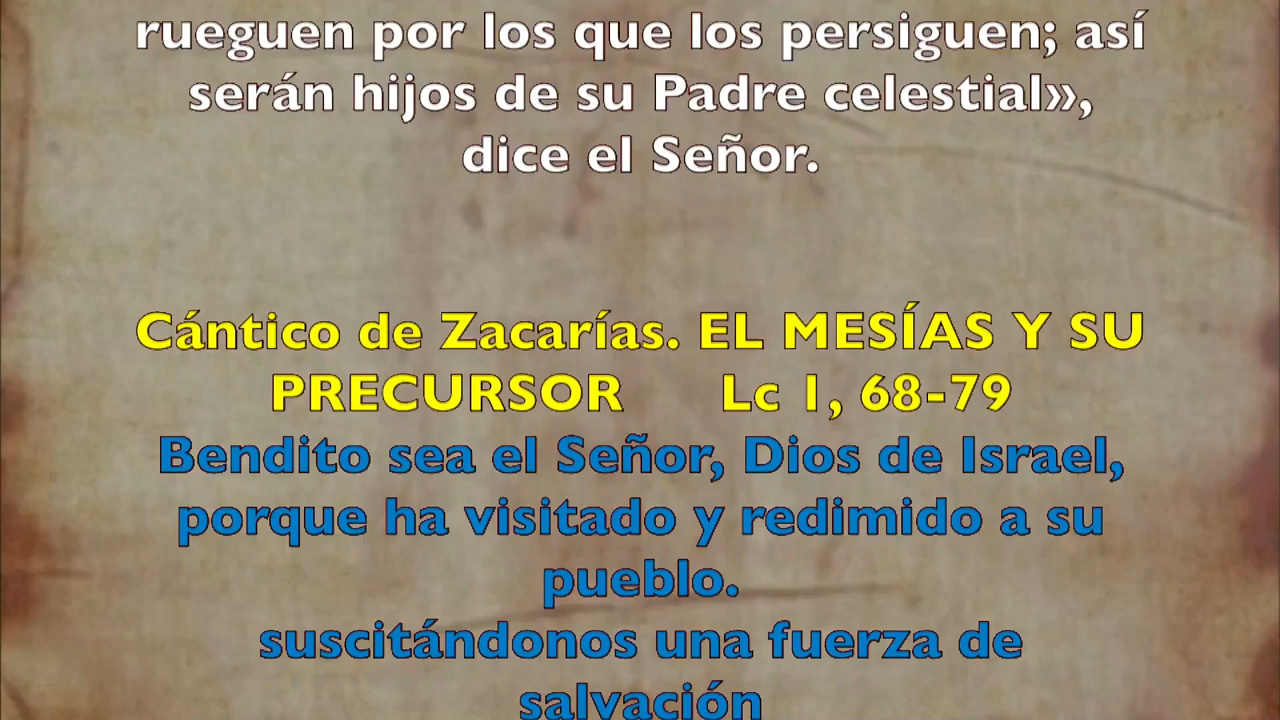 rueguen por los que los persiguen; así
serán hijos de su Padre celestial»,
dice el Señor.
Cántico de Zacarías. EL MESÍAS Y SU
PRECURSOR Lc 1, 68-79
Bendito sea el Señor, Dios de Israel,
porque ha visitado y redimido a su
pueblo.
suscitándonos una fuerza de
salvación